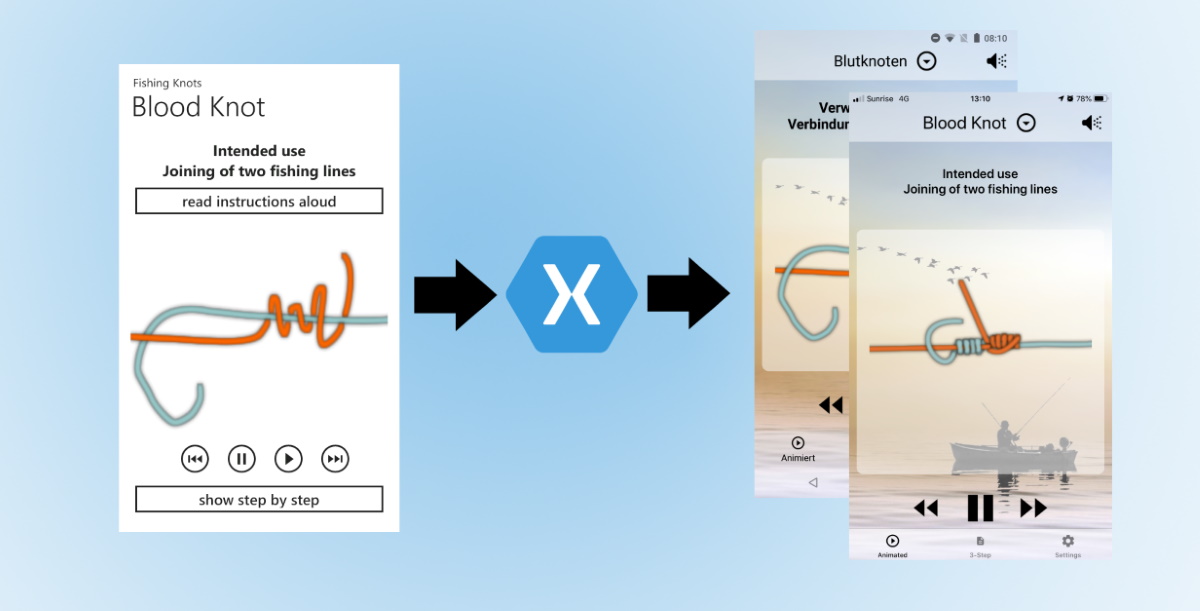 Fishing Knots
Blood Knot
Intended use
Joining of two fishing lines
read instructions aloud
show step by step
X
08:10
Blutknoten
Verw
Verbindun
Animiert
Sunrise 4G
13:10
78%
Blood Knot
Intended use
Joining of two fishing lines
Animated
3-Step
Settings